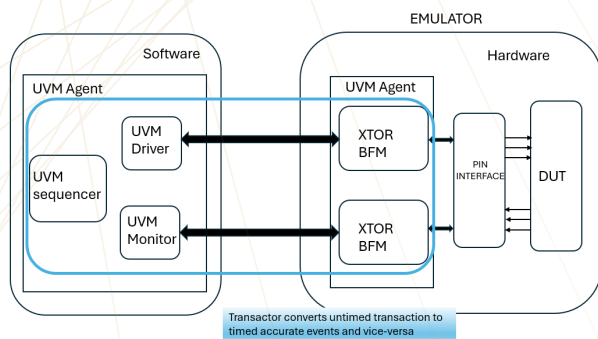 EMULATOR
Software
Hardware
UVM Agent
UVM Agent
UVM
Driver
XTOR
BFM
PIN
INTERFACE
DUT
UVM
sequencer
UVM
Monitor
XTOR
BFM
Transactor converts untimed transaction to
timed accurate events and vice-versa